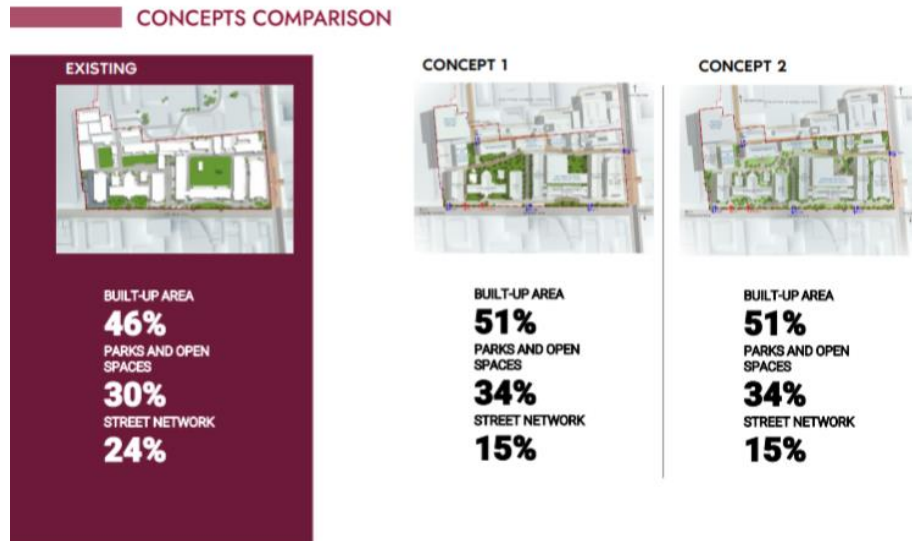 CONCEPTS COMPARISON
EXISTING
BUILT-UP AREA
46%
PARKS AND OPEN
SPACES
30%
STREET NETWORK
24%
CONCEPT 1
BUILT-UP AREA
51%
PARKS AND OPEN
SPACES
34%
STREET NETWORK
15%
CONCEPT 2
BUILT-UP AREA
51%
PARKS AND OPEN
SPACES
34%
STREET NETWORK
15%